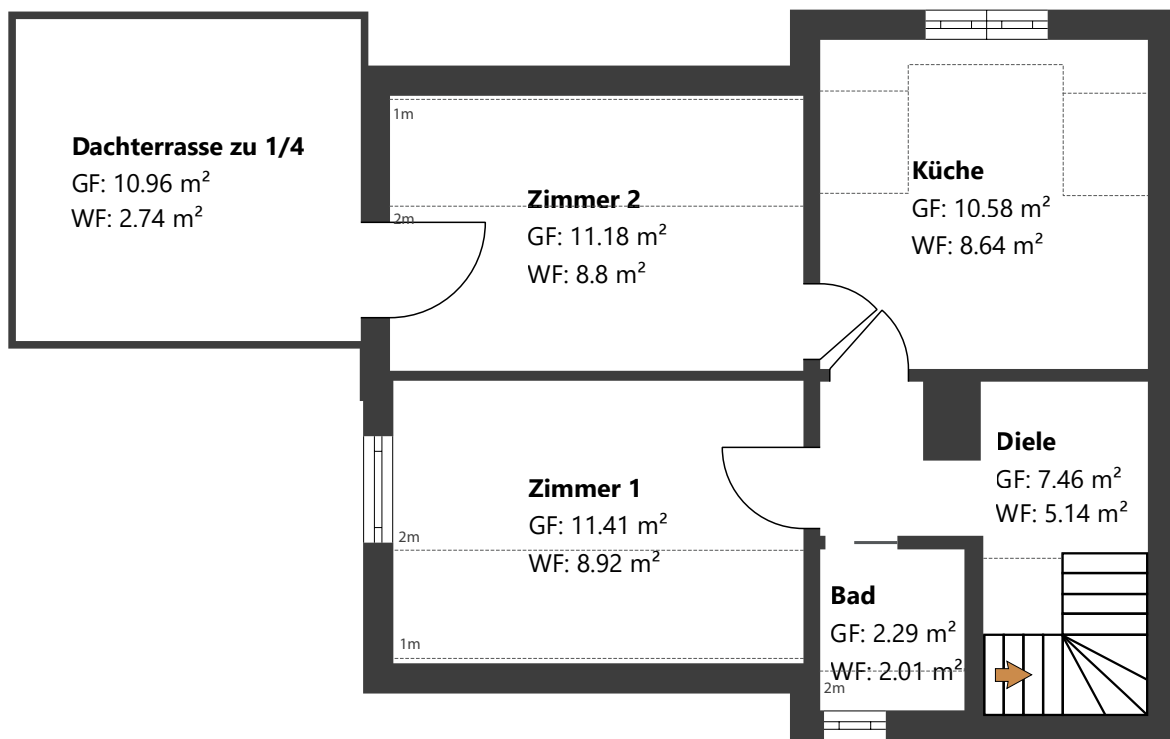 Dachterrasse zu 1/4
GF: 10.96 m²
WF: 2.74 m²
1m
2m
Zimmer 2
GF: 11.18 m²
WF: 8.8 m²
Küche
GF: 10.58 m²
WF: 8.64 m²
Zimmer 1
GF: 11.41 m²
WF: 8.92 m²
2m
1m
Diele
GF: 7.46 m²
WF: 5.14 m²
Bad
GF: 2.29 m²
WF: 2.01 m²
2m